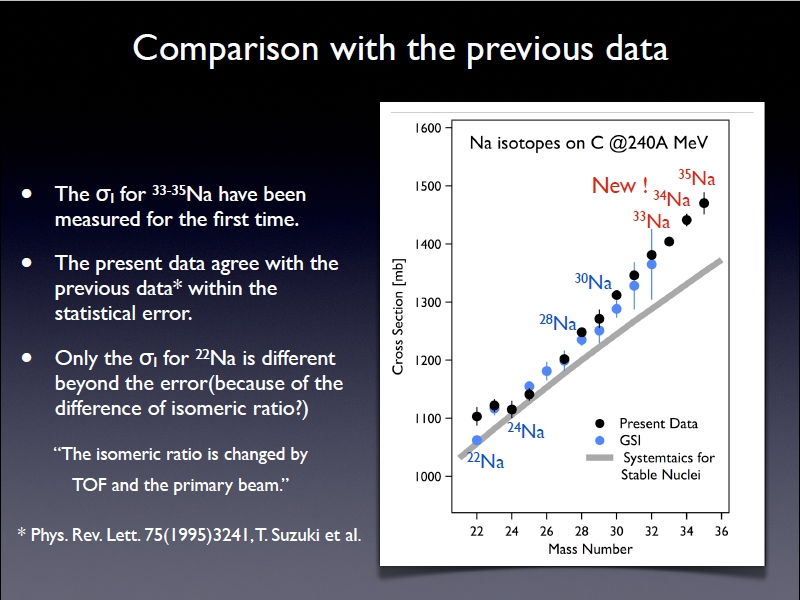 Comparison with the previous data
• The σI for 33-35Na have been
measured for the first time.
• The present data agree with the
previous data* within the
statistical error.
• Only the σI for 22Na is different
beyond the error(because of the
difference of isomeric ratio?)
“The isomeric ratio is changed by
TOF and the primary beam.”
* Phys. Rev. Lett. 75(1995)3241, T. Suzuki et al.
Na isotopes on C @240A MeV
New !
35Na
34Na
33Na
30Na
28Na
24Na
22Na
Present Data
GSI
Systemtaics for
Stable Nuclei
Cross Section [mb]
1600
1500
1400
1300
1200
1100
1000
22 24 26 28 30 32 34 36
Mass Number